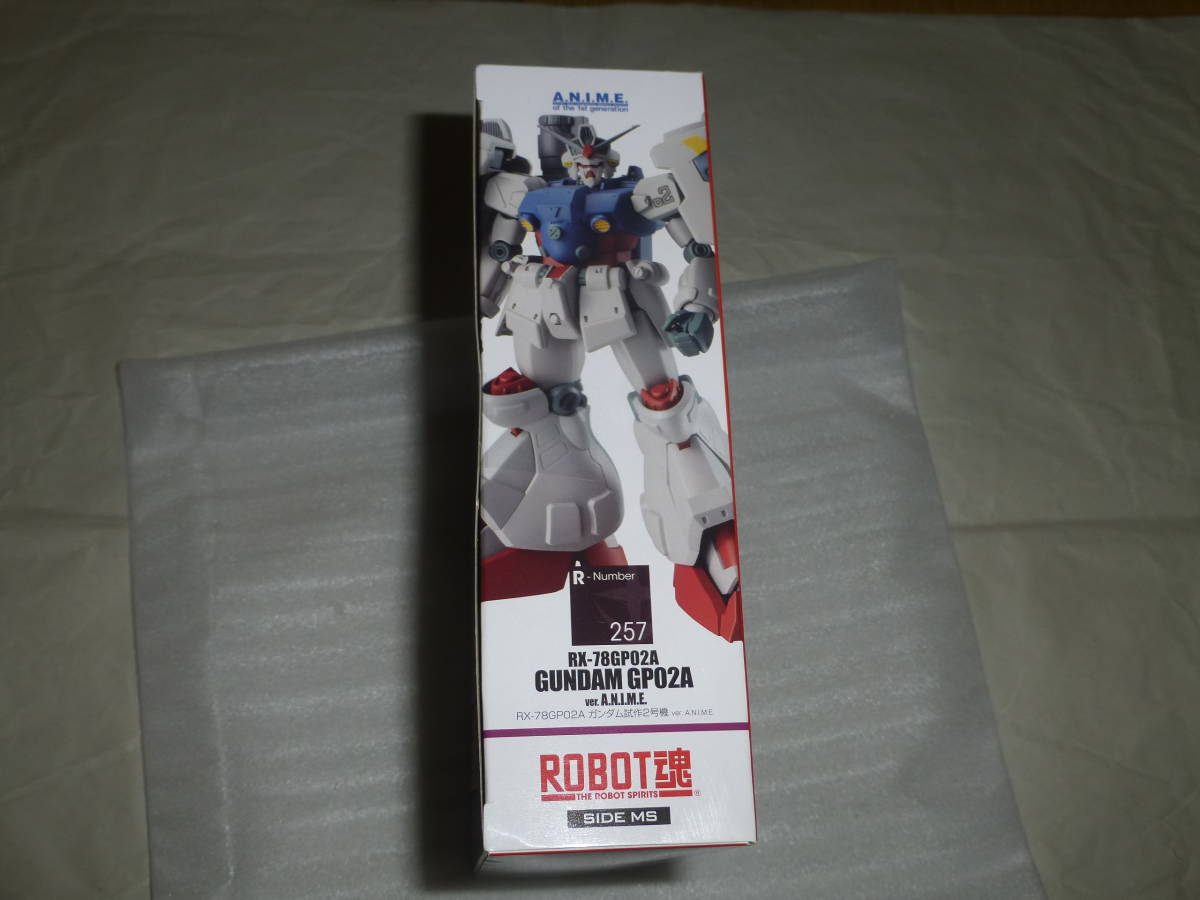 A.N.I.M.E.
of the 1st generation
02
R - Number
257
RX-78GP02A
GUNDAM GP02A
ver. A.N.I.M.E.
RX-78GP02A ガンダム試作2号機 ver. A.N.I.M.E.
ROBOT魂
THE ROBOT SPIRITS ®
SIDE MS